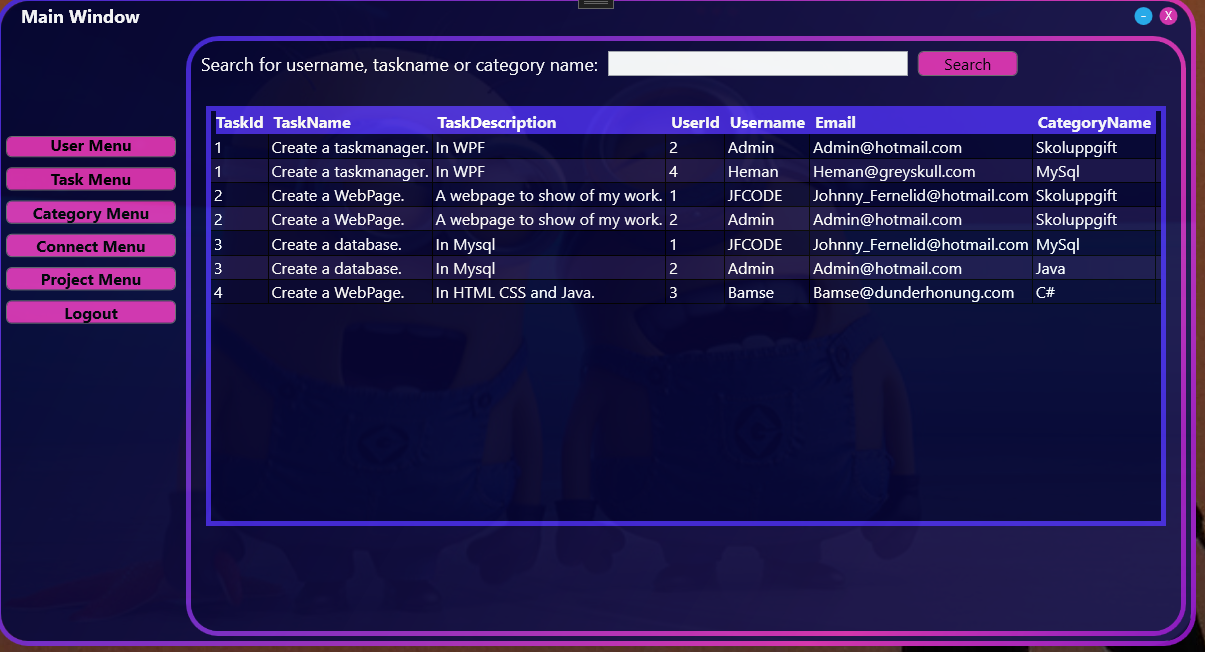 Main Window
- X
Search for username, taskname or category name: Search
TaskId TaskName TaskDescription UserId Username Email CategoryName
1 Create a taskmanager. In WPF 2 Admin Admin@hotmail.com Skoluppgift
1 Create a taskmanager. In WPF 4 Heman Heman@greyskull.com MySql
2 Create a WebPage. A webpage to show of my work. 1 JFCODE Johnny_Fernelid@hotmail.com Skoluppgift
2 Create a WebPage. A webpage to show of my work. 2 Admin Admin@hotmail.com Skoluppgift
3 Create a database. In Mysql 1 JFCODE Johnny_Fernelid@hotmail.com MySql
3 Create a database. In Mysql 2 Admin Admin@hotmail.com Java
4 Create a WebPage. In HTML CSS and Java. 3 Bamse Bamse@dunderhonung.com C#
User Menu
Task Menu
Category Menu
Connect Menu
Project Menu
Logout